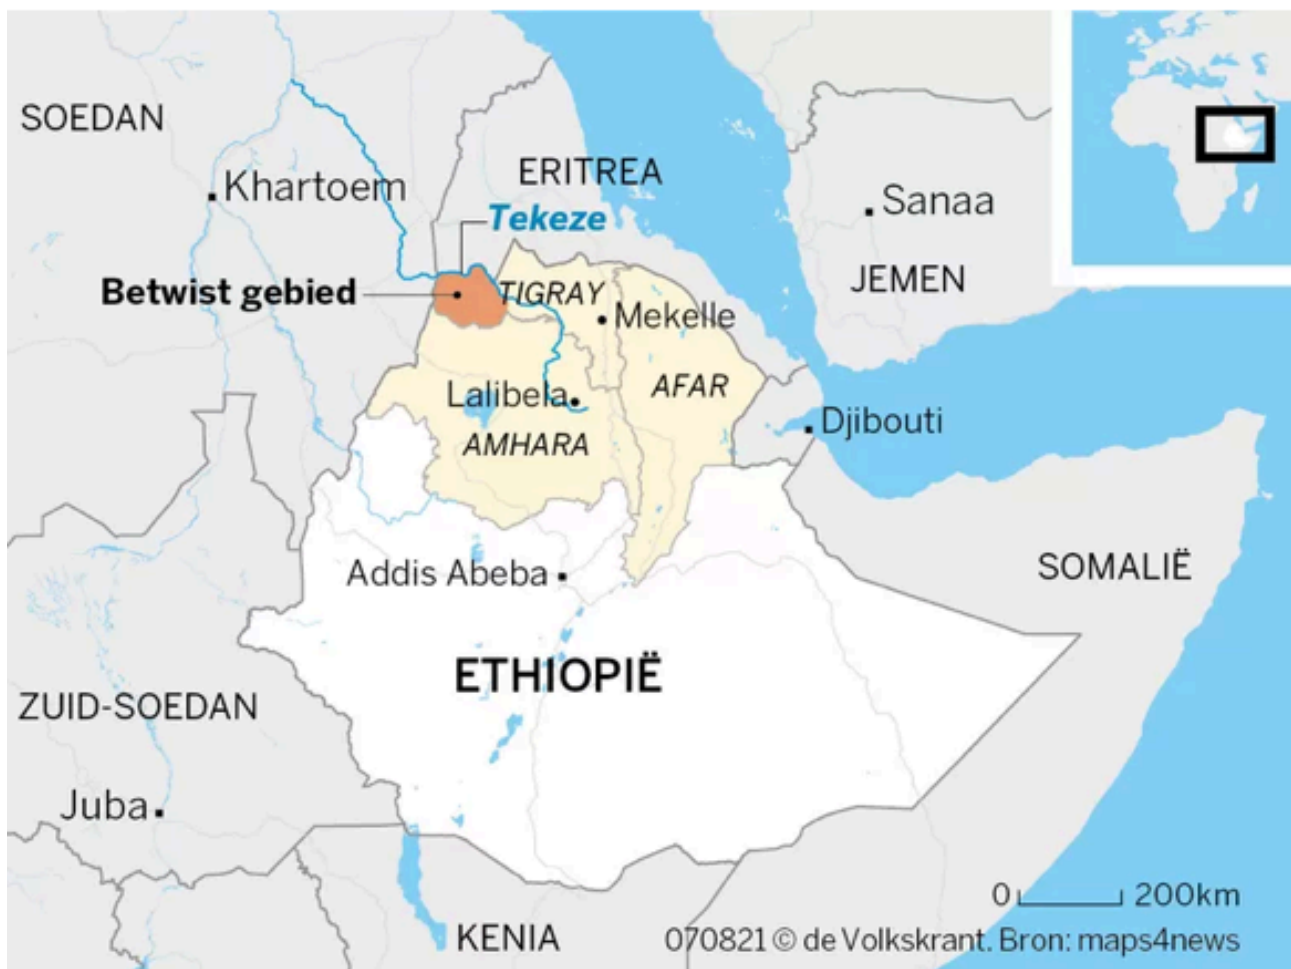 SOEDAN
Khartoem
ERITREA
Tekeze
Sanaa
JEMEN
Betwist gebied
TIGRAY
Mekelle
Lalibela
AFAR
AMHARA
Djibouti
Addis Abeba
SOMALIË
ETHIOPIË
ZUID-SOEDAN
Juba
0 200km
KENIA
070821 © de Volkskrant. Bron: maps4news